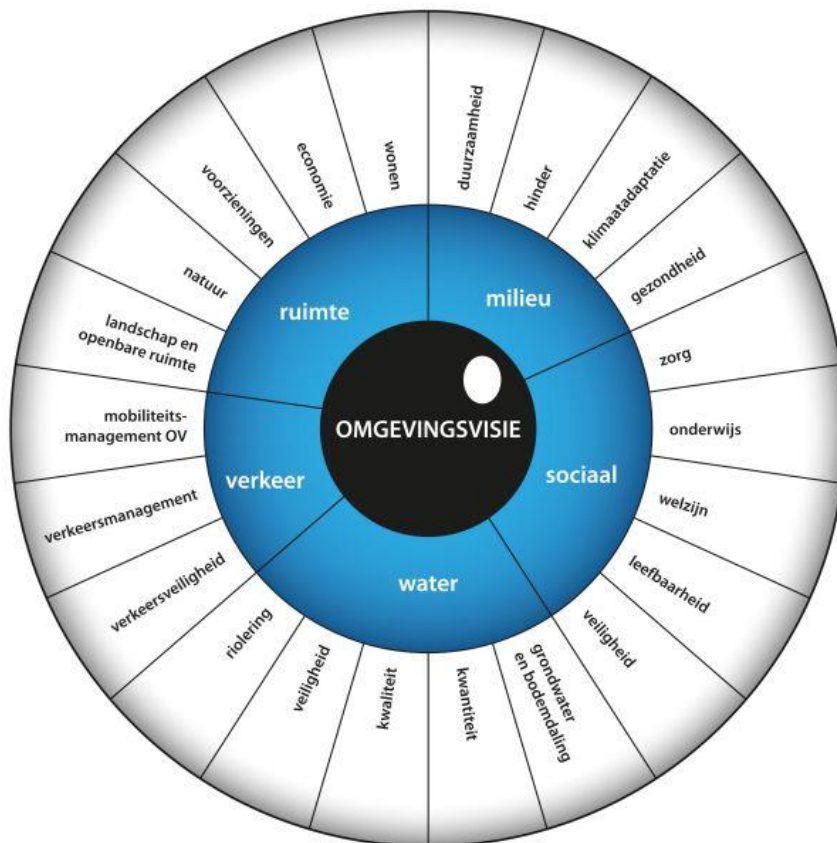 OMGEVINGSVISIE
milieu
sociaal
water
verkeer
ruimte
duurzaamheid
hinder
klimaatadaptatie
gezondheid
zorg
onderwijs
welzijn
leefbaarheid
veiligheid
grondwater
en bodemdaling
kwantiteit
kwaliteit
veiligheid
riolering
verkeersveiligheid
verkeersmanagement
mobiliteits-
management OV
landschap en
openbare ruimte
natuur
voorzieningen
economie
wonen